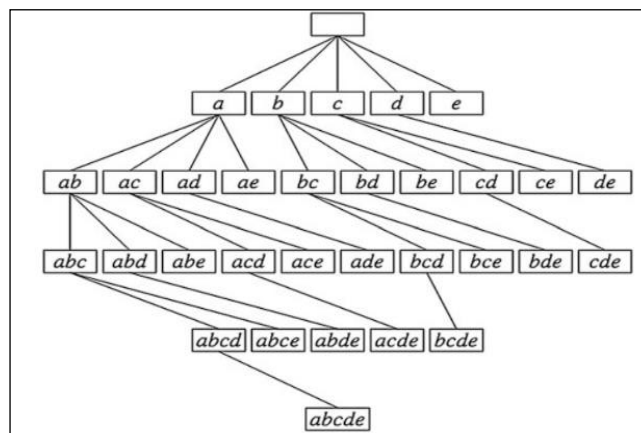 a b c d e
ab ac ad ae bc bd be cd ce de
abc abd abe acd ace ade bcd bce bde cde
abcd abce abde acde bcde
abcde